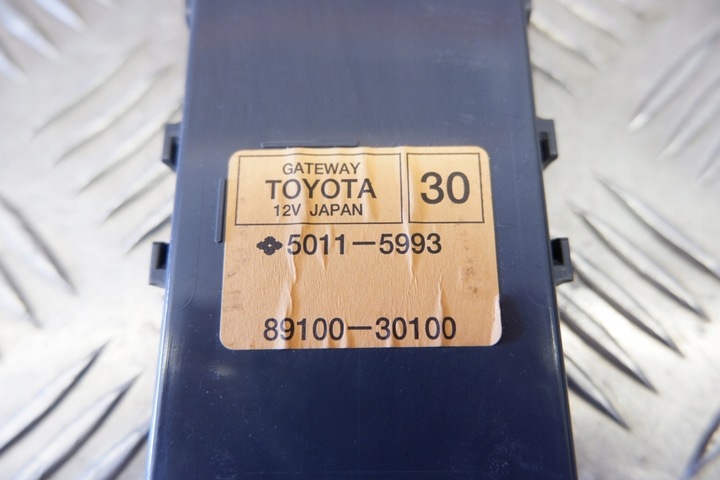 GATEWAY
TOYOTA
12V JAPAN
30
5011-5993
89100-30100